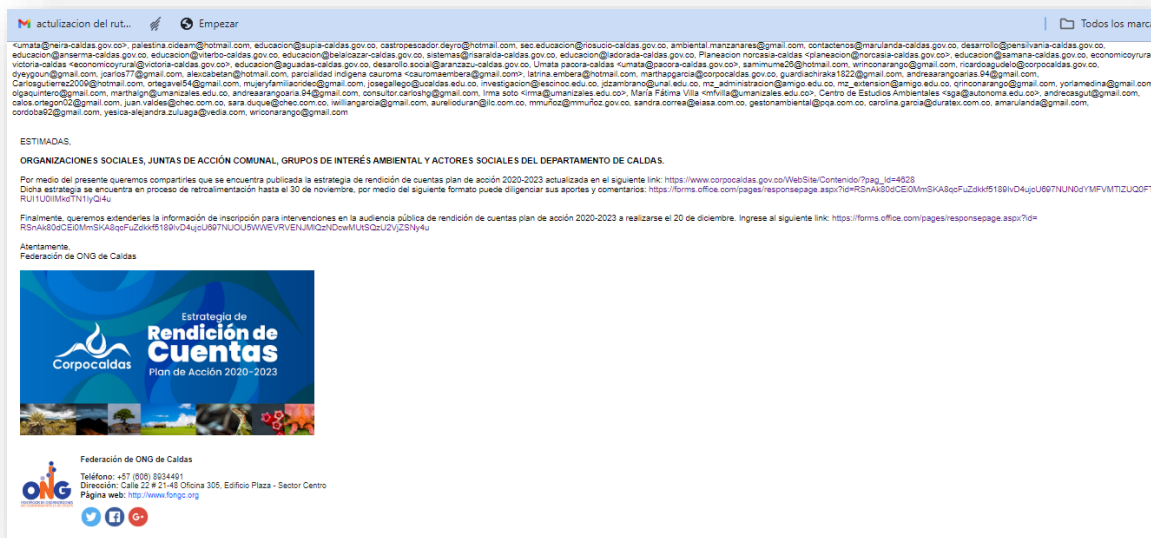 actulizacion del rut...
Empezar
Todos los marca
<umata@neira-caldas.gov.co>, palestina.cideam@hotmail.com, educacion@supia-caldas.gov.co, castropescador.deyro@hotmail.com, sec.educacion@riosucio-caldas.gov.co, ambiental.manzanares@gmail.com, contactenos@marulanda-caldas.gov.co, desarrollo@pensilvania-caldas.gov.co,
educacion@anserma-caldas.gov.co, educacion@viterbo-caldas.gov.co, educacion@belalcazar-caldas.gov.co, sistemas@risaralda-caldas.gov.co, educacion@ladorada-caldas.gov.co, Planeacion norcasia-caldas <planeacion@norcasia-caldas.gov.co>, educacion@samana-caldas.gov.co, economicoyrural
victoria-caldas <economicoyrural@victoria-caldas.gov.co>, educacion@aguadas-caldas.gov.co, desarollo.social@aranzazu-caldas.gov.co, Umata pacora-caldas <umata@pacora-caldas.gov.co>, sanimume26@hotmail.com, wrinconarango@gmail.com, ricardoagudelo@corpocaldas.gov.co,
dyeygoun@gmail.com, jcarlos77@gmail.com, alexcabetan@hotmail.com, parcialidad indigena cauroma <cauromaembera@gmail.com>, latrina.embera@hotmail.com, marthapgarcia@corpocaldas.gov.co, guardiachiraka1822@gmail.com, andreaarangoarias.94@gmail.com,
Carlosgutierrez2009@hotmail.com, ortegavel54@gmail.com, mujeryfamiliacridec@gmail.com, josegallego@ucaldas.edu.co, investigacion@iescinoc.edu.co, jdzambrano@unal.edu.co, mz_administracion@amigo.edu.co, mz_extension@amigo.edu.co, qrinconarango@gmail.com, yorlamedina@gmail.com
olgaquintero@gmail.com, marthalgn@umanizales.edu.co, andreaarangoaria.94@gmail.com, consultor.carloshg@gmail.com, Irma soto <irma@umanizales.edu.co>, María Fátima Villa <mfvilla@umanizales.edu.co>, Centro de Estudios Ambientales <sga@autonoma.edu.co>, andrecasgut@gmail.com,
calos.ortegon02@gmail.com, juan.valdes@chec.com.co, sara.duque@chec.com.co, iwilliangarcia@gmail.com, aurelioduran@ilc.com.co, mmuñoz@mmuñoz.gov.co, sandra.correa@eiasa.com.co, gestonambiental@pqa.com.co, carolina.garcia@duratex.com.co, amarulanda@gmail.com,
cordoba92@gmail.com, yesica-alejandra.zuluaga@vedia.com, wriconarango@gmail.com
ESTIMADAS,
ORGANIZACIONES SOCIALES, JUNTAS DE ACCIÓN COMUNAL, GRUPOS DE INTERÉS AMBIENTAL Y ACTORES SOCIALES DEL DEPARTAMENTO DE CALDAS.
Por medio del presente queremos compartirles que se encuentra publicada la estrategia de rendición de cuentas plan de acción 2020-2023 actualizada en el siguiente link: https://www.corpocaldas.gov.co/WebSite/Contenido/?pag_Id=4628
Dicha estrategia se encuentra en proceso de retroalimentación hasta el 30 de noviembre, por medio del siguiente formato puede diligenciar sus aportes y comentarios: https://forms.office.com/pages/responsepage.aspx?id=RSnAk80dCEi0MmSKA8qoFuZdkkf5189IvD4ujcU697NUN0dYMFVMTIZUQ0FT
RUI1U0lIMkdTN1IyQi4u
Finalmente, queremos extenderles la información de inscripción para intervenciones en la audiencia pública de rendición de cuentas plan de acción 2020-2023 a realizarse el 20 de diciembre. Ingrese al siguiente link: https://forms.office.com/pages/responsepage.aspx?id=
RSnAk80dCEi0MmSKA8qcFuZdkkf5189IvD4ujcU697NUOU5WWEVRVENJMlQzNDcwMUtSQzU2VjZSNy4u
Atentamente,
Federación de ONG de Caldas
Estrategia de
Rendición de
Cuentas
Plan de Acción 2020-2023
Corpocaldas
Federación de ONG de Caldas
Teléfono: +57 (606) 8934491
Dirección: Calle 22 # 21-48 Oficina 305, Edificio Plaza - Sector Centro
Página web: http://www.fongc.org
ONG